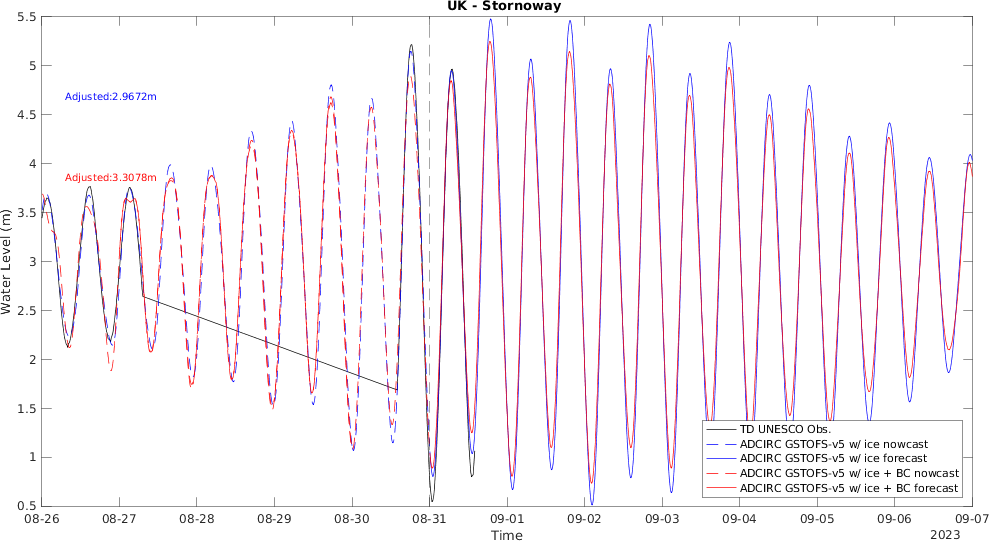 UK - Stornoway
5.5
5
4.5
4
3.5
3
2.5
2
1.5
1
0.5
Water Level (m)
Adjusted:2.9672m
Adjusted:3.3078m
TD UNESCO Obs.
ADCIRC GSTOFS-v5 w/ ice nowcast
ADCIRC GSTOFS-v5 w/ ice forecast
ADCIRC GSTOFS-v5 w/ ice + BC nowcast
ADCIRC GSTOFS-v5 w/ ice + BC forecast
08-26 08-27 08-28 08-29 08-30 08-31 09-01 09-02 09-03 09-04 09-05 09-06 09-07
Time
2023